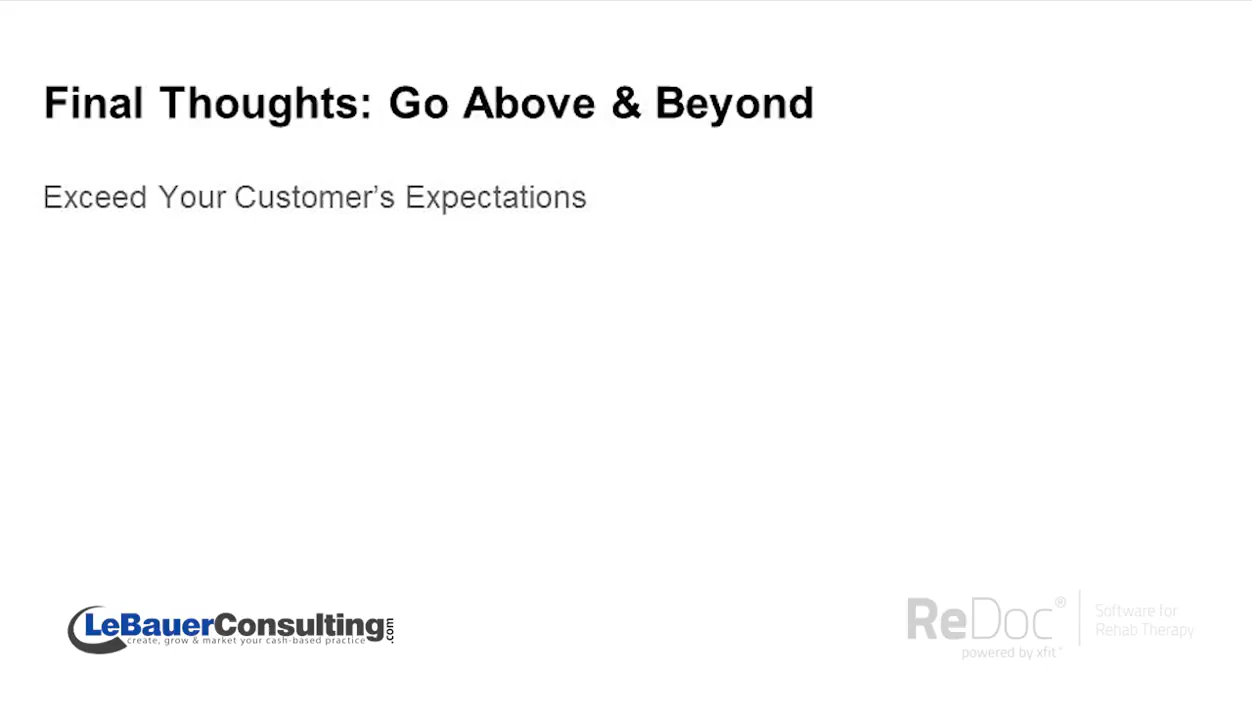 Final Thoughts: Go Above & Beyond
Exceed Your Customer’s Expectations
LeBauerConsulting.com
create, grow & market your cash-based practice
ReDoc®
powered by xfit™
Software for
Rehab Therapy